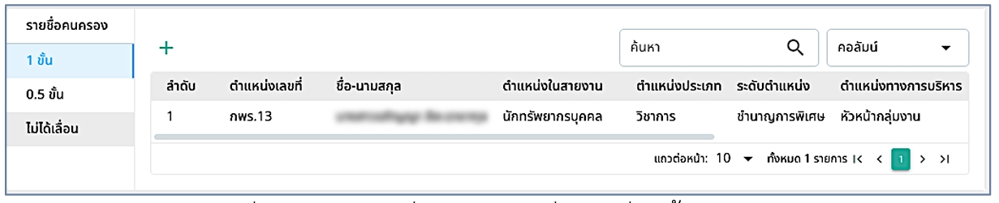 รายชื่อคนครอง
1 ขั้น
0.5 ขั้น
ไม่ได้เลื่อน
+
ค้นหา
คอลัมน์
ลำดับ ตำแหน่งเลขที่ ชื่อ-นามสกุล ตำแหน่งในสายงาน ตำแหน่งประเภท ระดับตำแหน่ง ตำแหน่งทางการบริหาร
1 กพร.13 นักทรัพยากรบุคคล วิชาการ ชำนาญการพิเศษ หัวหน้ากลุ่มงาน
แถวต่อหน้า: 10 ทั้งหมด 1 รายการ |< < 1 > >|